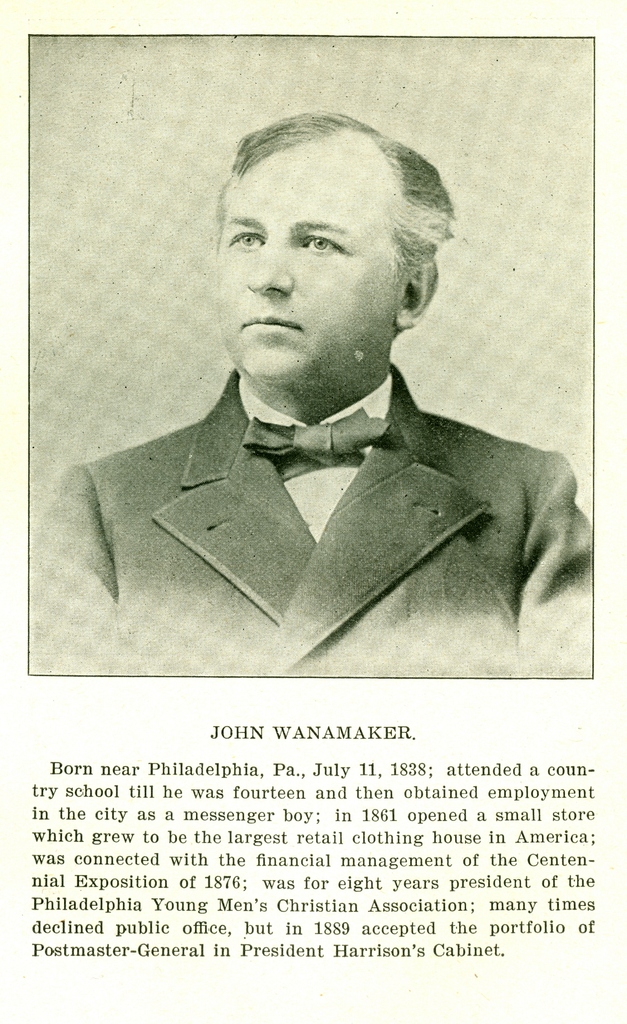 JOHN WANAMAKER.
Born near Philadelphia, Pa., July 11, 1838; attended a coun-
try school till he was fourteen and then obtained employment
in the city as a messenger boy; in 1861 opened a small store
which grew to be the largest retail clothing house in America;
was connected with the financial management of the Centen-
nial Exposition of 1876; was for eight years president of the
Philadelphia Young Men's Christian Association; many times
declined public office, but in 1889 accepted the portfolio of
Postmaster-General in President Harrison's Cabinet.